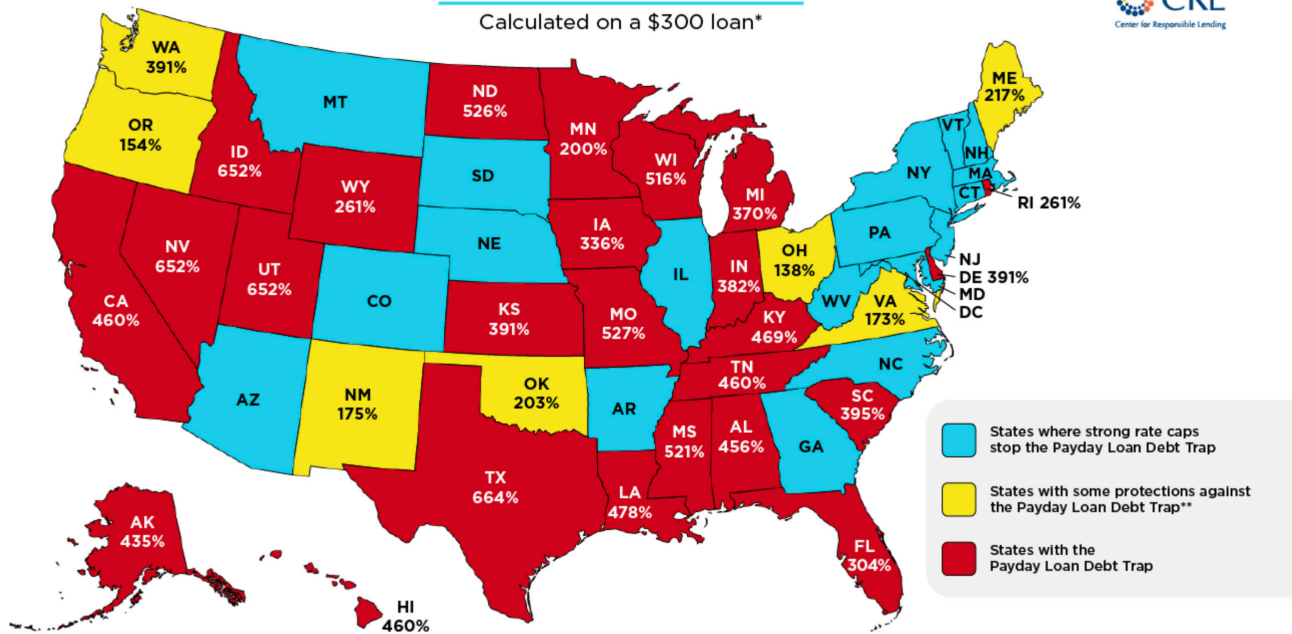 Calculated on a $300 loan*
CRL
Center for Responsible Lending
WA
391%
OR
154%
ID
652%
MT
ND
526%
MN
200%
WI
516%
MI
370%
ME
217%
VT
NH
NY
MA
CT
RI 261%
WY
261%
SD
IA
336%
NE
NV
652%
UT
652%
CA
460%
CO
KS
391%
MO
527%
IL
IN
382%
OH
138%
PA
NJ
DE 391%
MD
DC
WV
VA
173%
KY
469%
NC
TN
460%
SC
395%
AZ
NM
175%
OK
203%
AR
MS
521%
AL
456%
GA
TX
664%
LA
478%
FL
304%
AK
435%
HI
460%
States where strong rate caps
stop the Payday Loan Debt Trap
States with some protections against
the Payday Loan Debt Trap**
States with the
Payday Loan Debt Trap